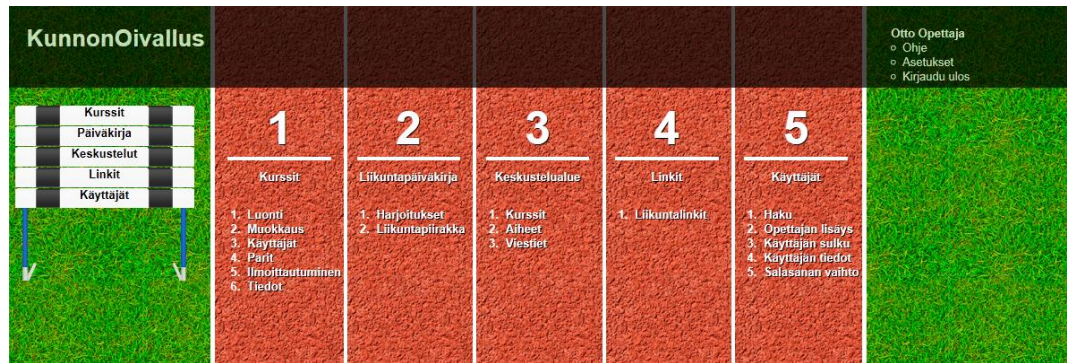 KunnonOivallus
Otto Opettaja
Ohje
Asetukset
Kirjaudu ulos
Kurssit
Päiväkirja
Keskustelut
Linkit
Käyttäjät
1
Kurssit
1. Luonti
2. Muokkaus
3. Käyttäjät
4. Parit
5. Ilmoittautuminen
6. Tiedot
2
Liikuntapäiväkirja
1. Harjoitukset
2. Liikuntapiirakka
3
Keskustelualue
1. Kurssit
2. Aiheet
3. Viestiet
4
Linkit
1. Liikuntalinkit
5
Käyttäjät
1. Haku
2. Opettajan lisäys
3. Käyttäjän sulku
4. Käyttäjän tiedot
5. Salasanan vaihto